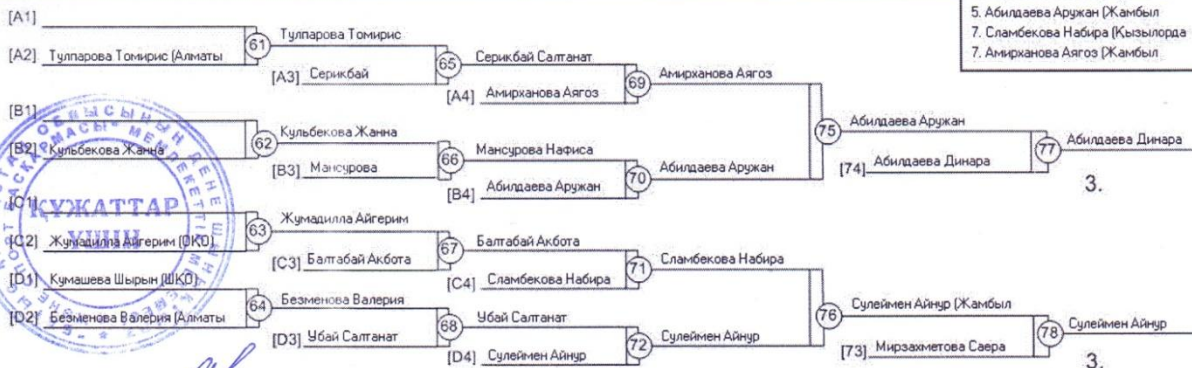 5. Абилдаева Аружан (Жамбыл
7. Сламбекова Набира (Кызылорда
7. Амирханова Аягоз (Жамбыл
[A1]
[A2] Тулпарова Томирис (Алматы
61
Тулпарова Томирис
[A3] Серикбай
65
Серикбай Салтанат
[A4] Амирханова Аягоз
69
Амирханова Аягоз
[B1]
[B2] Кульбекова Жанна
62
Кульбекова Жанна
[B3] Мансурова
66
Мансурова Нафиса
[B4] Абилдаева Аружан
70
Абилдаева Аружан
75
Абилдаева Аружан
[74] Абилдаева Динара
77
Абилдаева Динара
3.
[C1]
[C2] Жумадилла Айгерим (ОКО)
63
Жумадилла Айгерим
[C3] Балтабай Акбота
67
Балтабай Акбота
[C4] Сламбекова Набира
71
Сламбекова Набира
[D1] Кумашева Шырын (ШКО)
[D2] Безменова Валерия (Алматы
64
Безменова Валерия
[D3] Убай Салтанат
68
Убай Салтанат
[D4] Сулеймен Айнур
72
Сулеймен Айнур
76
Сулеймен Айнур (Жамбыл
[73] Мирзахметова Саера
78
Сулеймен Айнур
3.
ҚҰЖАТТАР
ҮШІН